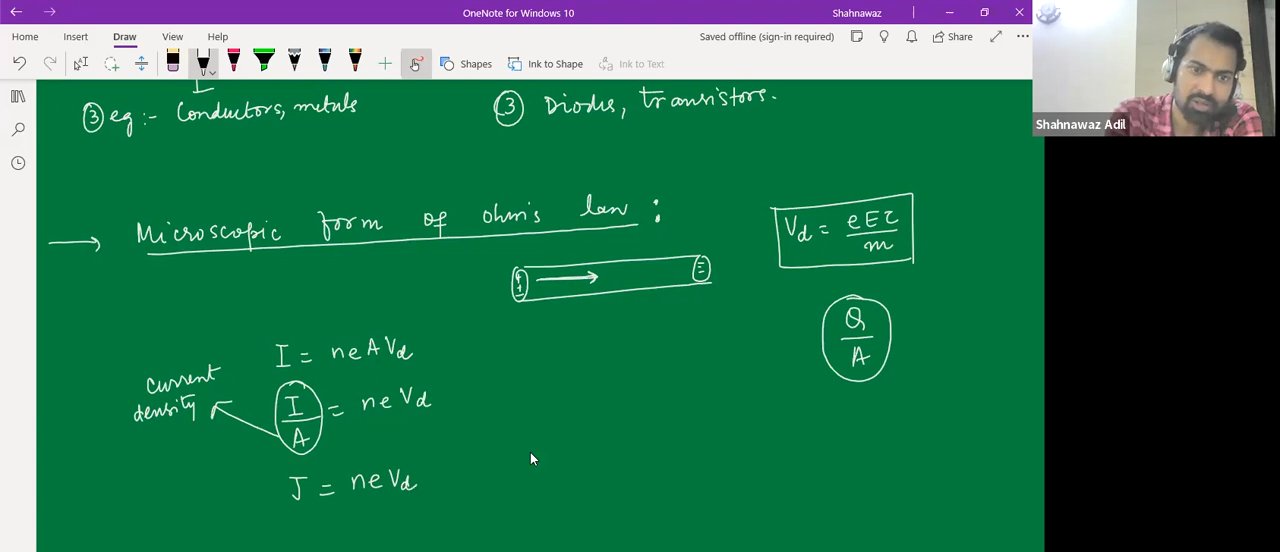 OneNote for Windows 10
Shahnawaz
Home Insert Draw View Help
Saved offline (sign-in required)
Share
Shapes
Ink to Shape
Ink to Text
Shahnawaz Adil
I
③ eg :- Conductors, metals
③ Diodes, transistors.
→ Microscopic form of ohm's law :
Vd = eEτ/m
Q/A
I = neAVd
current density
I/A = neVd
J = neVd